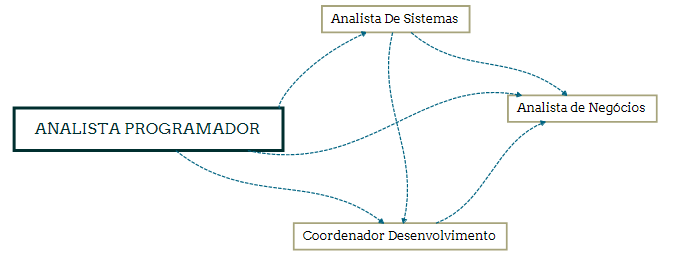 Analista De Sistemas
Analista de Negócios
ANALISTA PROGRAMADOR
Coordenador Desenvolvimento